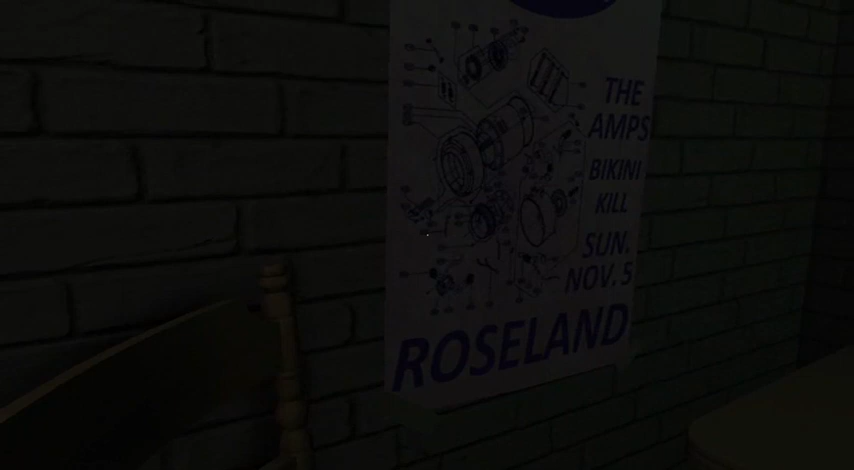 THE
AMPS
BIKINI
KILL
SUN.
NOV. 5
ROSELAND